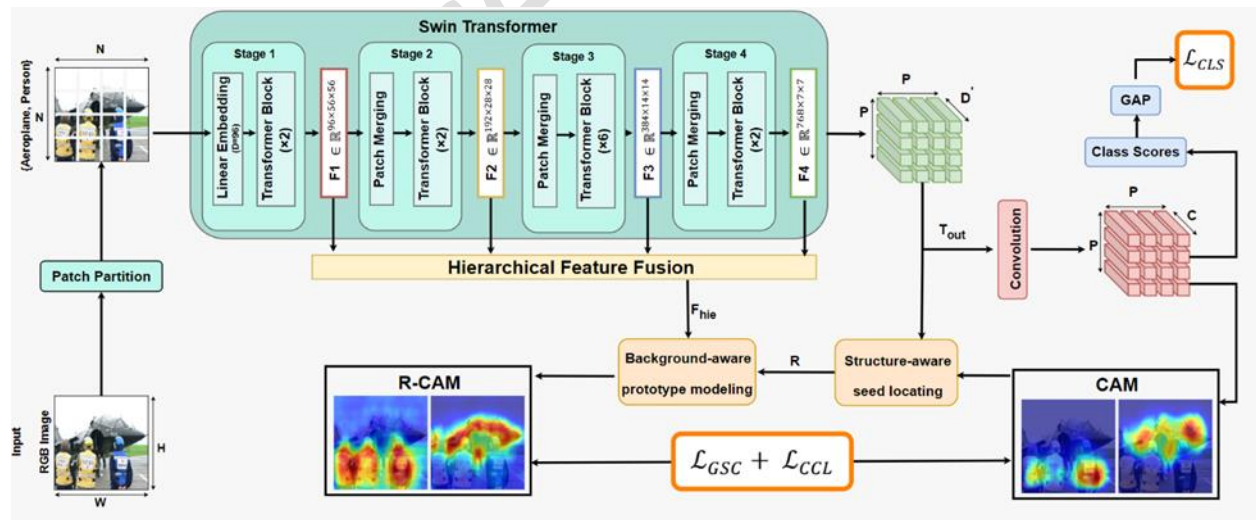 Swin Transformer
Stage 1
Linear Embedding
(D=96)
Transformer Block
(×2)
F1 ∈ ℝ^96×56×56
Stage 2
Patch Merging
Transformer Block
(×2)
F2 ∈ ℝ^192×28×28
Stage 3
Patch Merging
Transformer Block
(×6)
F3 ∈ ℝ^384×14×14
Stage 4
Patch Merging
Transformer Block
(×2)
F4 ∈ ℝ^768×7×7
N
N
{Aeroplane, Person}
Patch Partition
Input
RGB Image
H
W
Hierarchical Feature Fusion
F_hie
P
P
D'
T_out
Convolution
P
P
C
Class Scores
GAP
ℒ_CLS
Structure-aware
seed locating
R
Background-aware
prototype modeling
R-CAM
CAM
ℒ_GSC + ℒ_CCL